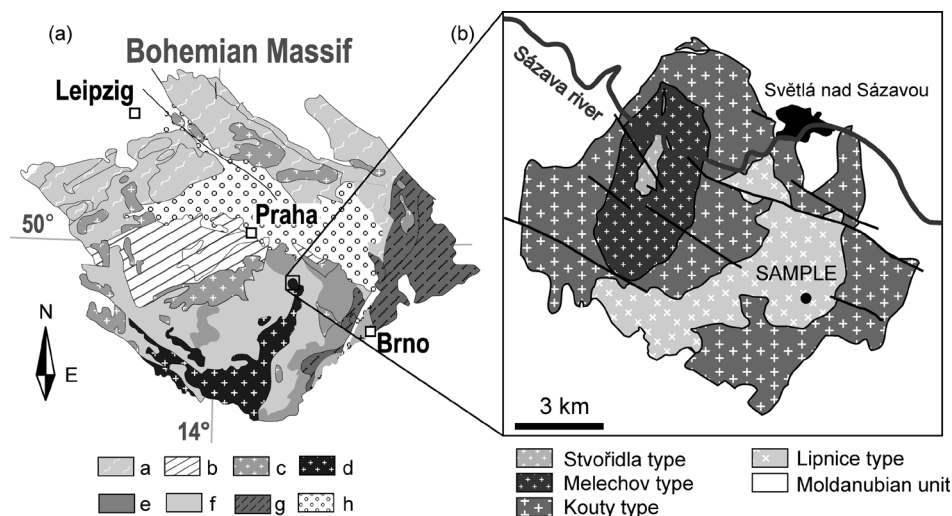 (a)
Bohemian Massif
Leipzig
50°
Praha
N
E
Brno
14°
a
b
c
d
e
f
g
h
(b)
Sázava river
Světlá nad Sázavou
SAMPLE
3 km
Stvořidla type
Melechov type
Kouty type
Lipnice type
Moldanubian unit